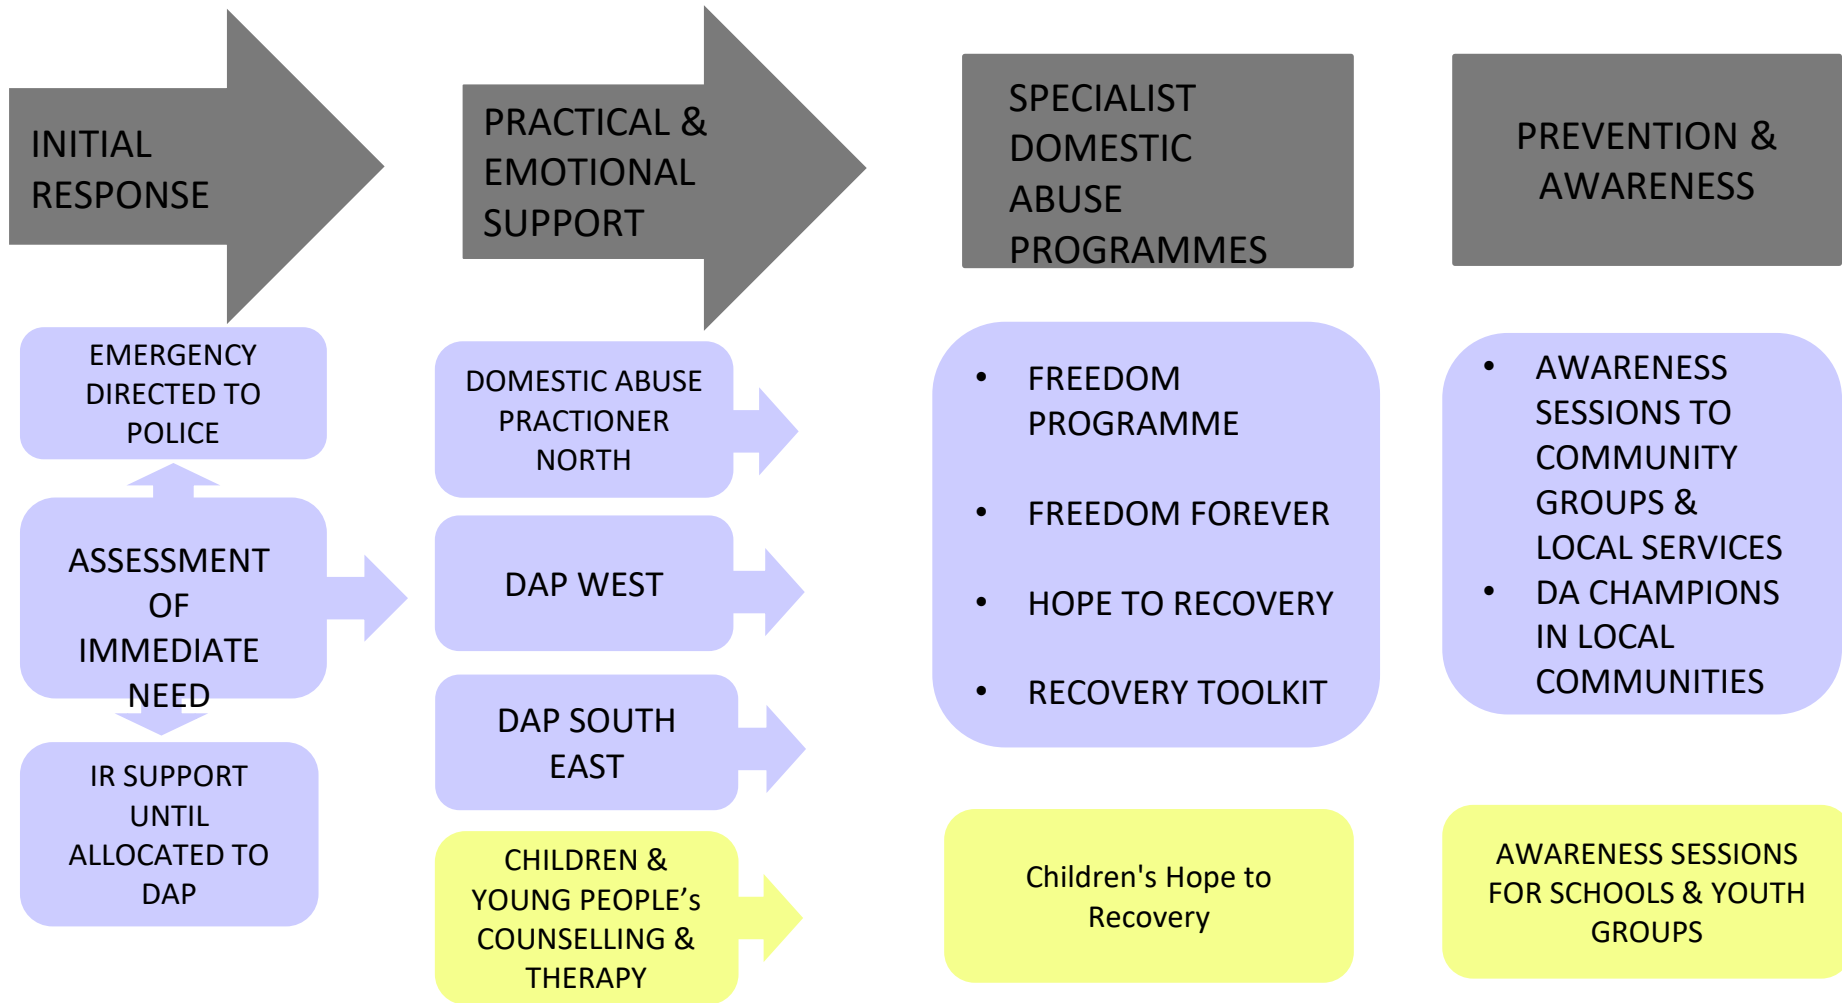 INITIAL
RESPONSE
PRACTICAL &
EMOTIONAL
SUPPORT
SPECIALIST
DOMESTIC
ABUSE
PROGRAMMES
PREVENTION &
AWARENESS
EMERGENCY
DIRECTED TO
POLICE
ASSESSMENT
OF
IMMEDIATE
NEED
IR SUPPORT
UNTIL
ALLOCATED TO
DAP
DOMESTIC ABUSE
PRACTIONER
NORTH
DAP WEST
DAP SOUTH
EAST
CHILDREN &
YOUNG PEOPLE’s
COUNSELLING &
THERAPY
• FREEDOM
PROGRAMME
• FREEDOM FOREVER
• HOPE TO RECOVERY
• RECOVERY TOOLKIT
Children's Hope to
Recovery
• AWARENESS
SESSIONS TO
COMMUNITY
GROUPS &
LOCAL SERVICES
• DA CHAMPIONS
IN LOCAL
COMMUNITIES
AWARENESS SESSIONS
FOR SCHOOLS & YOUTH
GROUPS